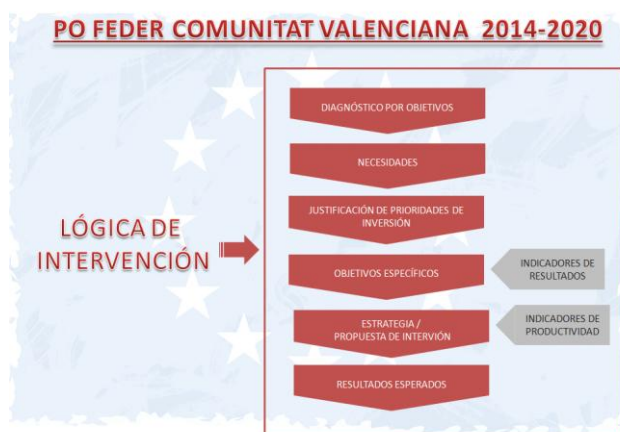 PO FEDER COMUNITAT VALENCIANA 2014-2020
DIAGNÓSTICO POR OBJETIVOS
NECESIDADES
JUSTIFICACIÓN DE PRIORIDADES DE
INVERSIÓN
LÓGICA DE
INTERVENCIÓN
OBJETIVOS ESPECÍFICOS
INDICADORES DE
RESULTADOS
ESTRATEGIA /
PROPUESTA DE INTERVIÓN
INDICADORES DE
PRODUCTIVIDAD
RESULTADOS ESPERADOS